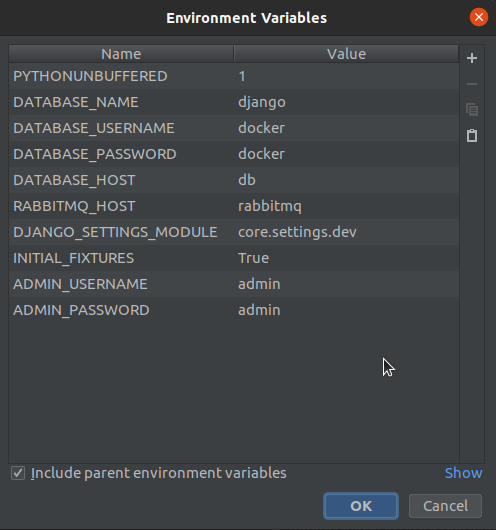 Environment Variables
Name Value
PYTHONUNBUFFERED 1
DATABASE_NAME django
DATABASE_USERNAME docker
DATABASE_PASSWORD docker
DATABASE_HOST db
RABBITMQ_HOST rabbitmq
DJANGO_SETTINGS_MODULE core.settings.dev
INITIAL_FIXTURES True
ADMIN_USERNAME admin
ADMIN_PASSWORD admin
Include parent environment variables Show
OK Cancel